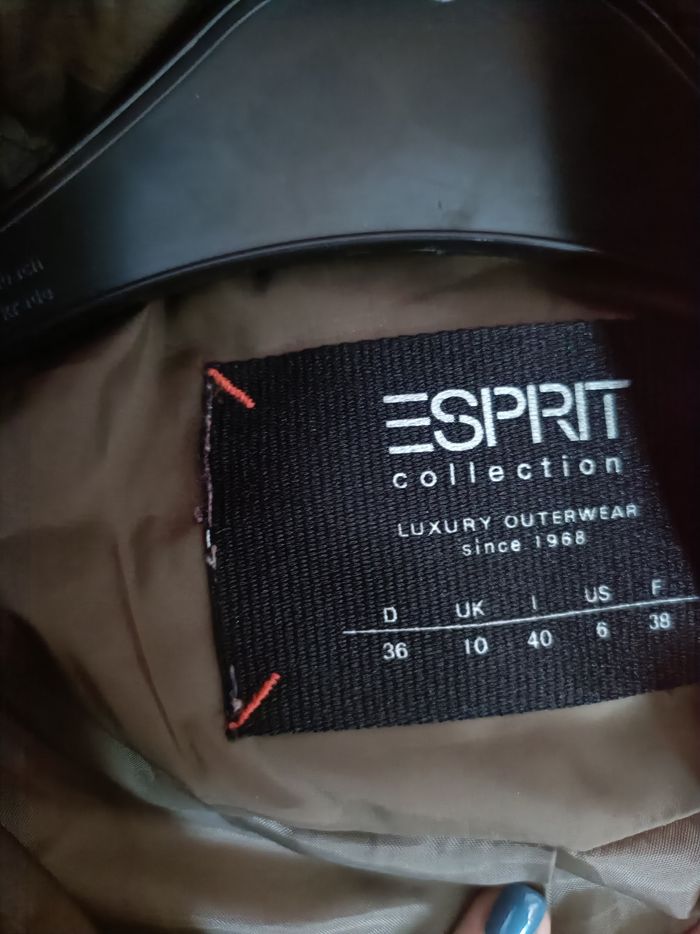 ESPRIT
collection
LUXURY OUTERWEAR
since 1968
D UK I US F
36 10 40 6 38